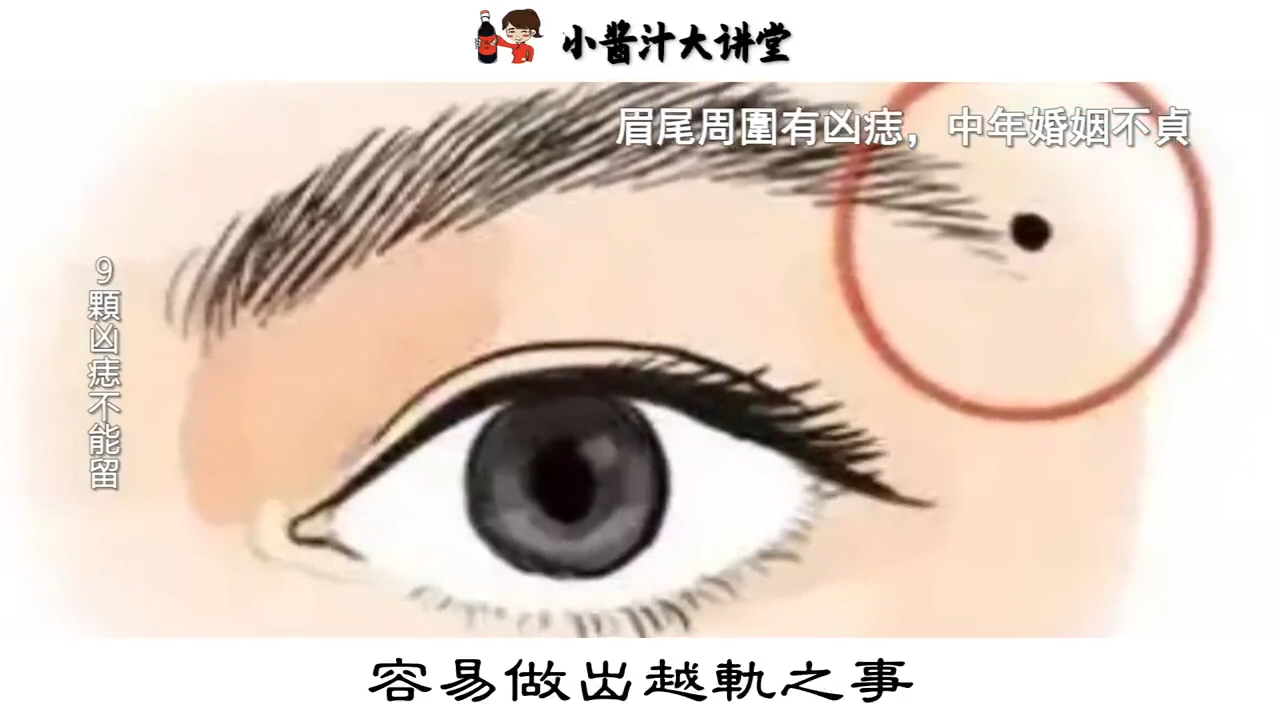 小酱汁大讲堂
眉尾周圍有凶痣，中年婚姻不貞
9顆凶痣不能留
容易做出越軌之事